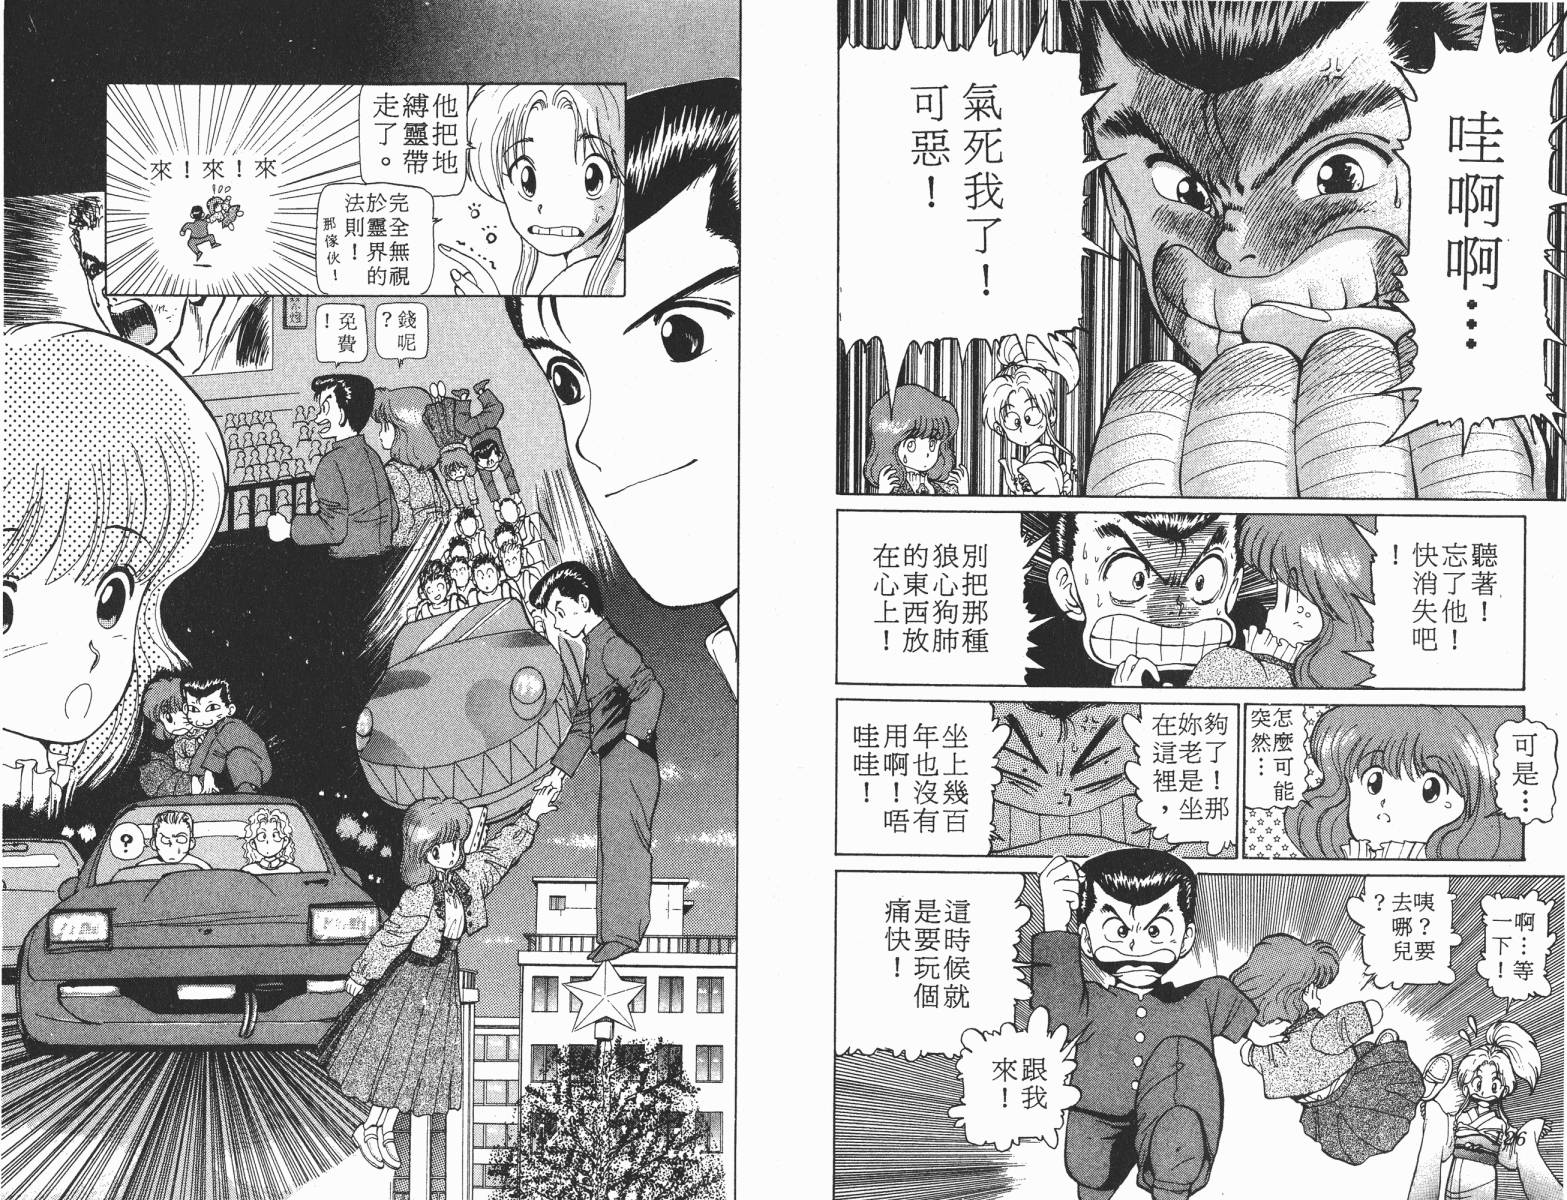 哇啊啊…
氣死我了！
可惡！
聽著！
忘了他！
快消失吧
！
別把那種
狼心狗肺
的東西放
在心上！
可是…
怎麼可能
突然…
夠了！那
妳老是坐
在這裡，
坐上幾百
年也沒有
用啊！唔
哇哇！
啊…等
一下！
咦？要
去哪兒
？
這時候就
是要玩個
痛快！
跟我
來！
126
他把地
縛靈帶
走了。
來！來！來
完全無視
於靈界的
法則！
那傢伙！
錢呢
？
免費
！
？